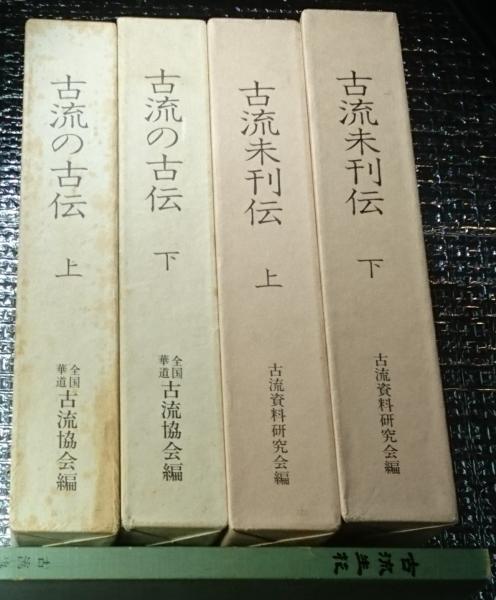 古流の古伝 上
全国華道 古流協会編
古流の古伝 下
全国華道 古流協会編
古流未刊伝 上
古流資料研究会編
古流未刊伝 下
古流資料研究会編
古流生花
古流